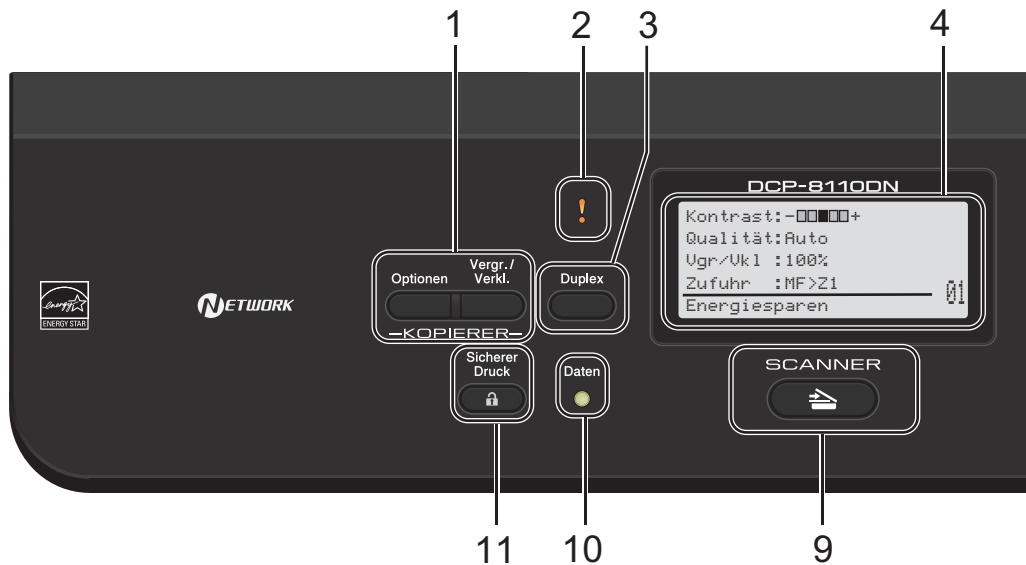 1 2 3 4
DCP-8110DN
Kontrast:-□□■□□+
Qualität:Auto
Vgr/Vkl :100%
Zufuhr :MF>Z1
01
Energiesparen
!
Optionen
Vergr./
Verkl.
KOPIERER
Duplex
energy
ENERGY STAR
NETWORK
Sicherer
Druck
Daten
SCANNER
11 10 9